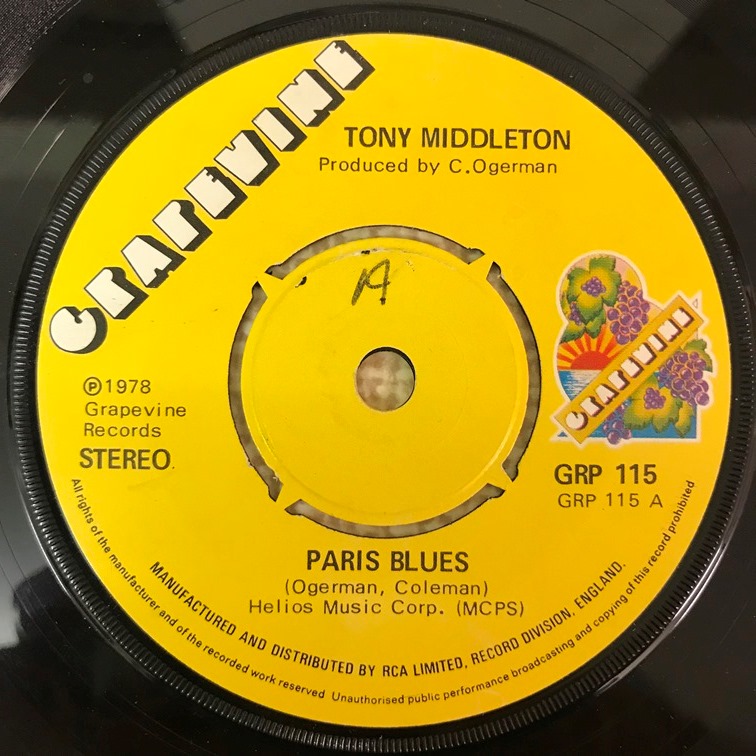 GRAPEVINE
TONY MIDDLETON
Produced by C.Ogerman
A
GRAPEVINE
℗1978
Grapevine
Records
STEREO
GRP 115
GRP 115 A
PARIS BLUES
(Ogerman, Coleman)
Helios Music Corp. (MCPS)
MANUFACTURED AND DISTRIBUTED BY RCA LIMITED, RECORD DIVISION, ENGLAND.
All rights of the manufacturer and of the recorded work reserved Unauthorised public performance broadcasting and copying of this record prohibited